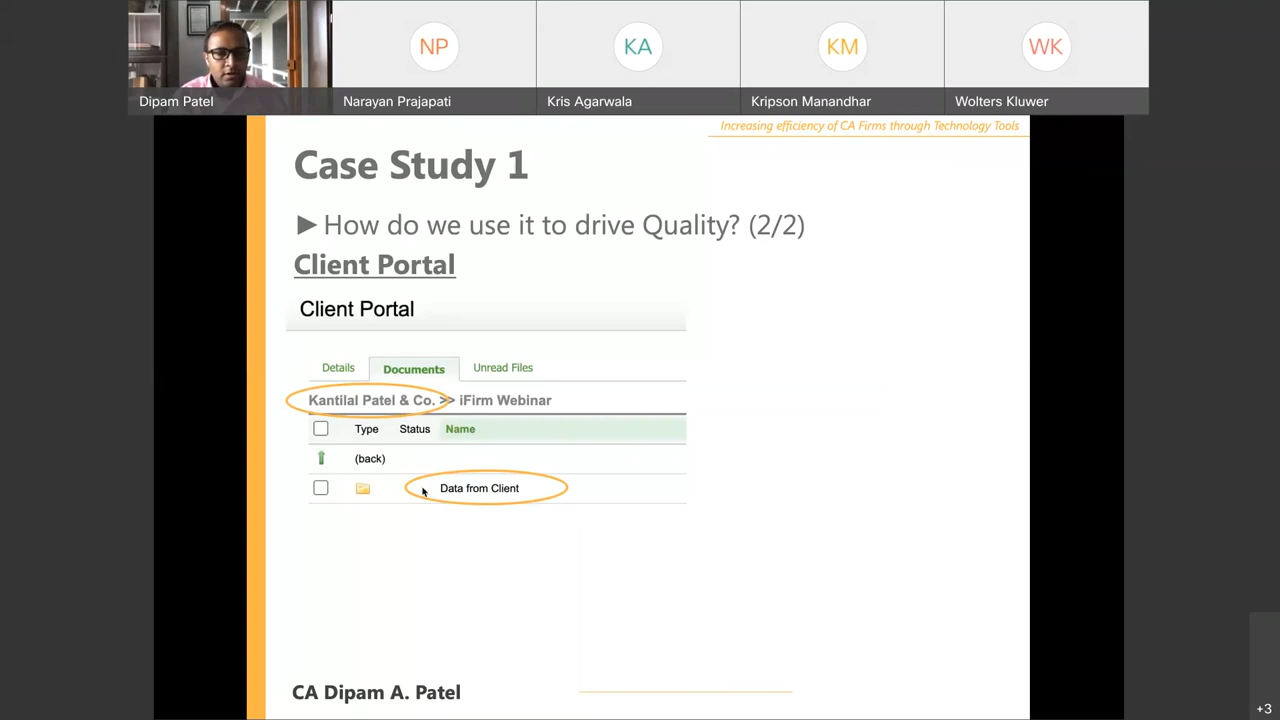 NP
KA
KM
WK
Dipam Patel
Narayan Prajapati
Kris Agarwala
Kripson Manandhar
Wolters Kluwer
Increasing efficiency of CA Firms through Technology Tools
Case Study 1
►How do we use it to drive Quality? (2/2)
Client Portal
Client Portal
Details Documents Unread Files
Kantilal Patel & Co. >> iFirm Webinar
Type Status Name
(back)
Data from Client
CA Dipam A. Patel
+3